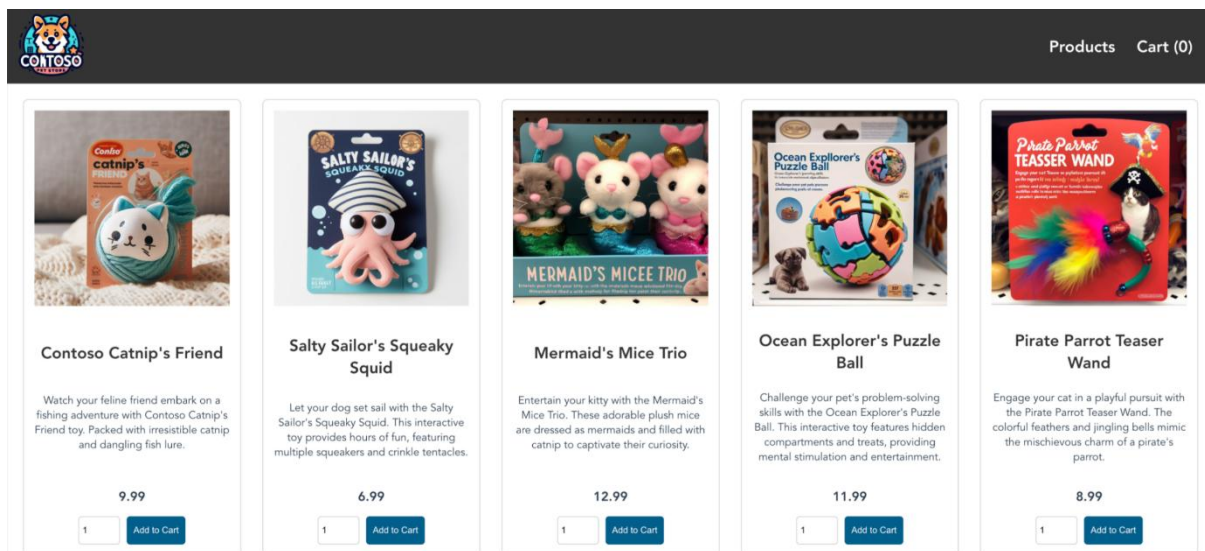 CONTOSO
PET STORE
Products Cart (0)
Conbo
catnip's
FRIEND
SALTY SAILOR'S
SQUEAKY SQUID
MERMAID'S MICEE TRIO
Ocean Expllorer's
Puzzle Ball
Pirate Parrot
TEASSER WAND
Contoso Catnip's Friend
Watch your feline friend embark on a
fishing adventure with Contoso Catnip's
Friend toy. Packed with irresistible catnip
and dangling fish lure.
9.99
1 Add to Cart
Salty Sailor's Squeaky
Squid
Let your dog set sail with the Salty
Sailor's Squeaky Squid. This interactive
toy provides hours of fun, featuring
multiple squeakers and crinkle tentacles.
6.99
1 Add to Cart
Mermaid's Mice Trio
Entertain your kitty with the Mermaid's
Mice Trio. These adorable plush mice
are dressed as mermaids and filled with
catnip to captivate their curiosity.
12.99
1 Add to Cart
Ocean Explorer's Puzzle
Ball
Challenge your pet's problem-solving
skills with the Ocean Explorer's Puzzle
Ball. This interactive toy features hidden
compartments and treats, providing
mental stimulation and entertainment.
11.99
1 Add to Cart
Pirate Parrot Teaser
Wand
Engage your cat in a playful pursuit with
the Pirate Parrot Teaser Wand. The
colorful feathers and jingling bells mimic
the mischievous charm of a pirate's
parrot.
8.99
1 Add to Cart